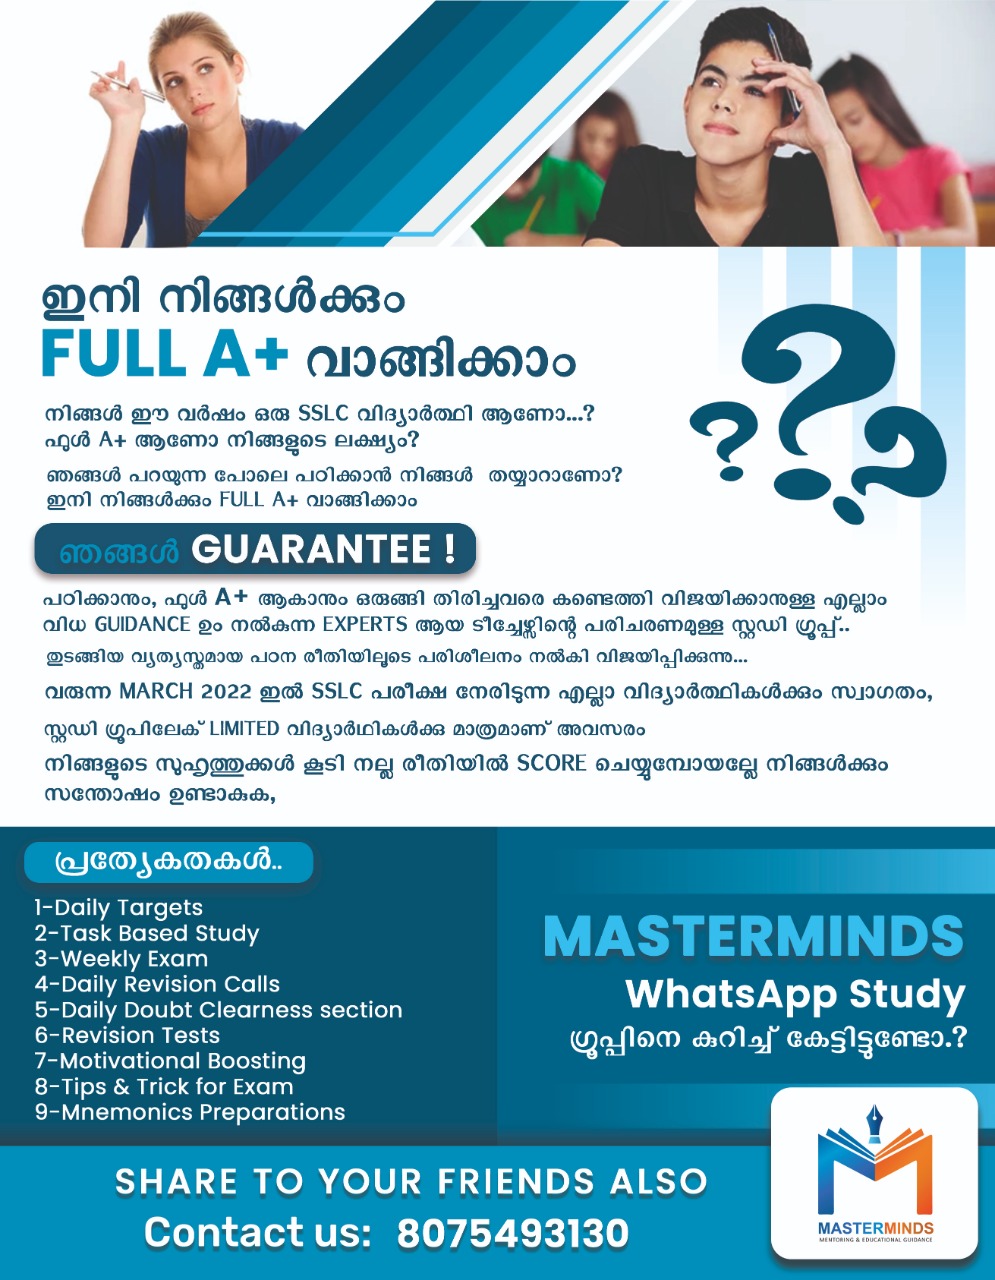 ഇനി നിങ്ങൾക്കും
FULL A+ വാങ്ങിക്കാം
നിങ്ങൾ ഈ വർഷം ഒരു SSLC വിദ്യാർത്ഥി ആണോ...?
ഫുൾ A+ ആണോ നിങ്ങളുടെ ലക്ഷ്യം?
ഞങ്ങൾ പറയുന്ന പോലെ പഠിക്കാൻ നിങ്ങൾ തയ്യാറാണോ?
ഇനി നിങ്ങൾക്കും FULL A+ വാങ്ങിക്കാം
ഞങ്ങൾ GUARANTEE !
പഠിക്കാനും, ഫുൾ A+ ആകാനും ഒരുങ്ങി തിരിച്ചവരെ കണ്ടെത്തി വിജയിക്കാനുള്ള എല്ലാം
വിധ GUIDANCE ഉം നൽകുന്ന EXPERTS ആയ ടീച്ചേഴ്സിന്റെ പരിചരണമുള്ള സ്റ്റഡി ഗ്രൂപ്പ്..
തുടങ്ങിയ വ്യത്യസ്തമായ പഠന രീതിയിലൂടെ പരിശീലനം നൽകി വിജയിപ്പിക്കുന്നു...
വരുന്ന MARCH 2022 ഇൽ SSLC പരീക്ഷ നേരിടുന്ന എല്ലാ വിദ്യാർത്ഥികൾക്കും സ്വാഗതം,
സ്റ്റഡി ഗ്രൂപിലേക് LIMITED വിദ്യാർഥികൾക്കു മാത്രമാണ് അവസരം
നിങ്ങളുടെ സുഹൃത്തുക്കൾ കൂടി നല്ല രീതിയിൽ SCORE ചെയ്യുമ്പോയല്ലേ നിങ്ങൾക്കും
സന്തോഷം ഉണ്ടാകുക,
പ്രത്യേകതകൾ..
1-Daily Targets
2-Task Based Study
3-Weekly Exam
4-Daily Revision Calls
5-Daily Doubt Clearness section
6-Revision Tests
7-Motivational Boosting
8-Tips & Trick for Exam
9-Mnemonics Preparations
MASTERMINDS
WhatsApp Study
ഗ്രൂപ്പിനെ കുറിച്ച് കേട്ടിട്ടുണ്ടോ.?
SHARE TO YOUR FRIENDS ALSO
Contact us: 8075493130
MASTERMINDS
MENTORING & EDUCATIONAL GUIDANCE